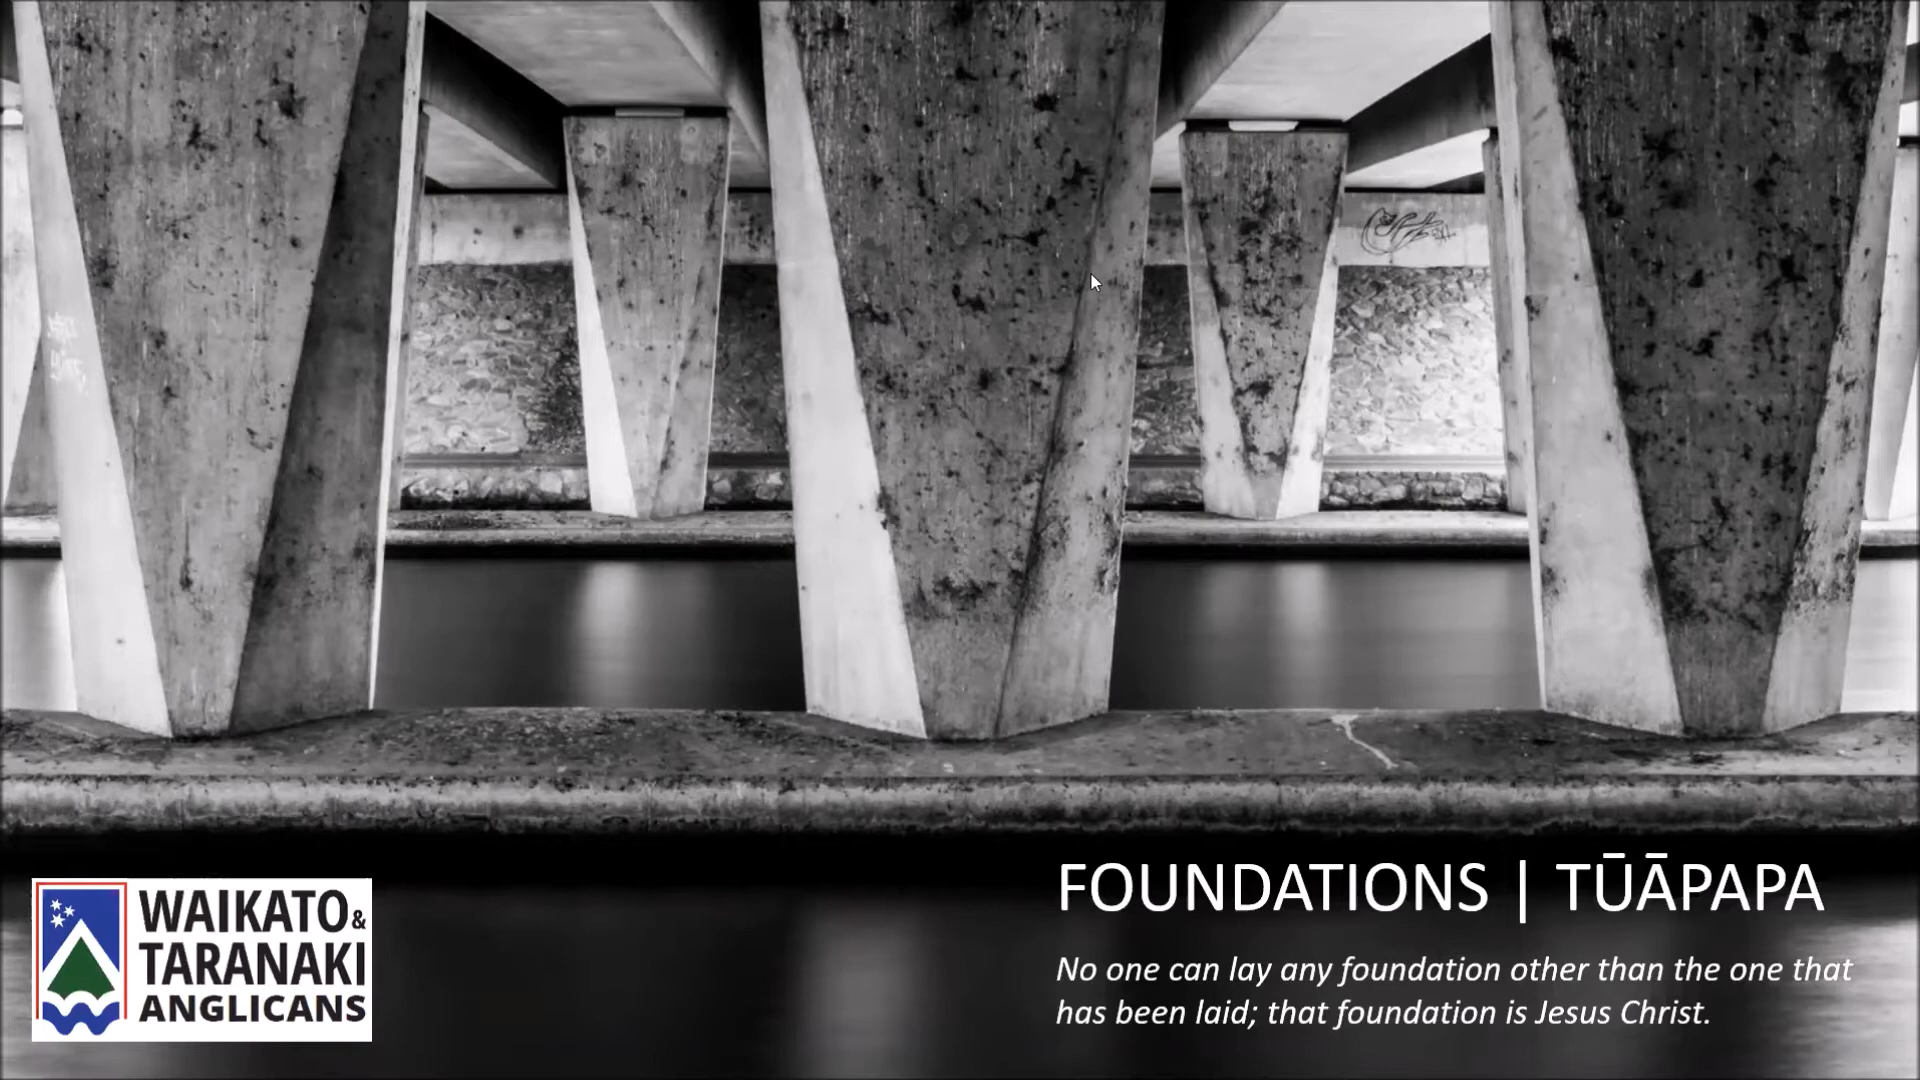 FOUNDATIONS | TŪĀPAPA
No one can lay any foundation other than the one that
has been laid; that foundation is Jesus Christ.
WAIKATO &
TARANAKI
ANGLICANS